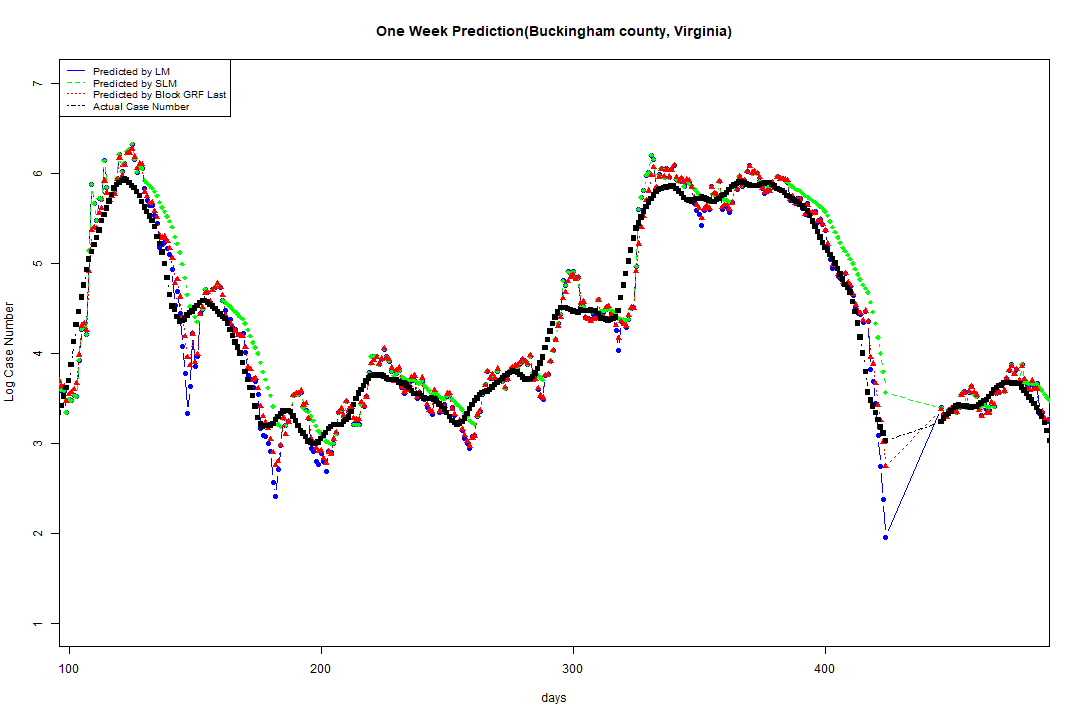 One Week Prediction(Buckingham county, Virginia)
Predicted by LM
Predicted by SLM
Predicted by Block GRF Last
Actual Case Number
7
6
5
4
3
2
1
Log Case Number
100 200 300 400
days